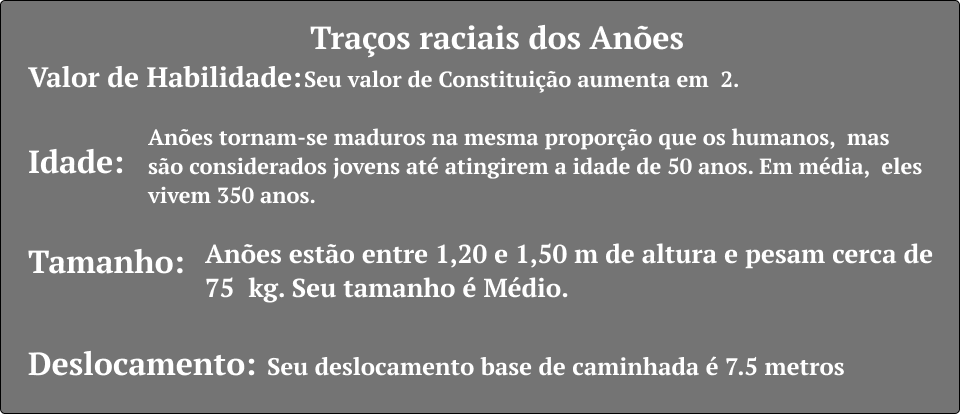 Traços raciais dos Anões
Valor de Habilidade: Seu valor de Constituição aumenta em 2.
Idade: Anões tornam-se maduros na mesma proporção que os humanos, mas
são considerados jovens até atingirem a idade de 50 anos. Em média, eles
vivem 350 anos.
Tamanho: Anões estão entre 1,20 e 1,50 m de altura e pesam cerca de
75 kg. Seu tamanho é Médio.
Deslocamento: Seu deslocamento base de caminhada é 7.5 metros